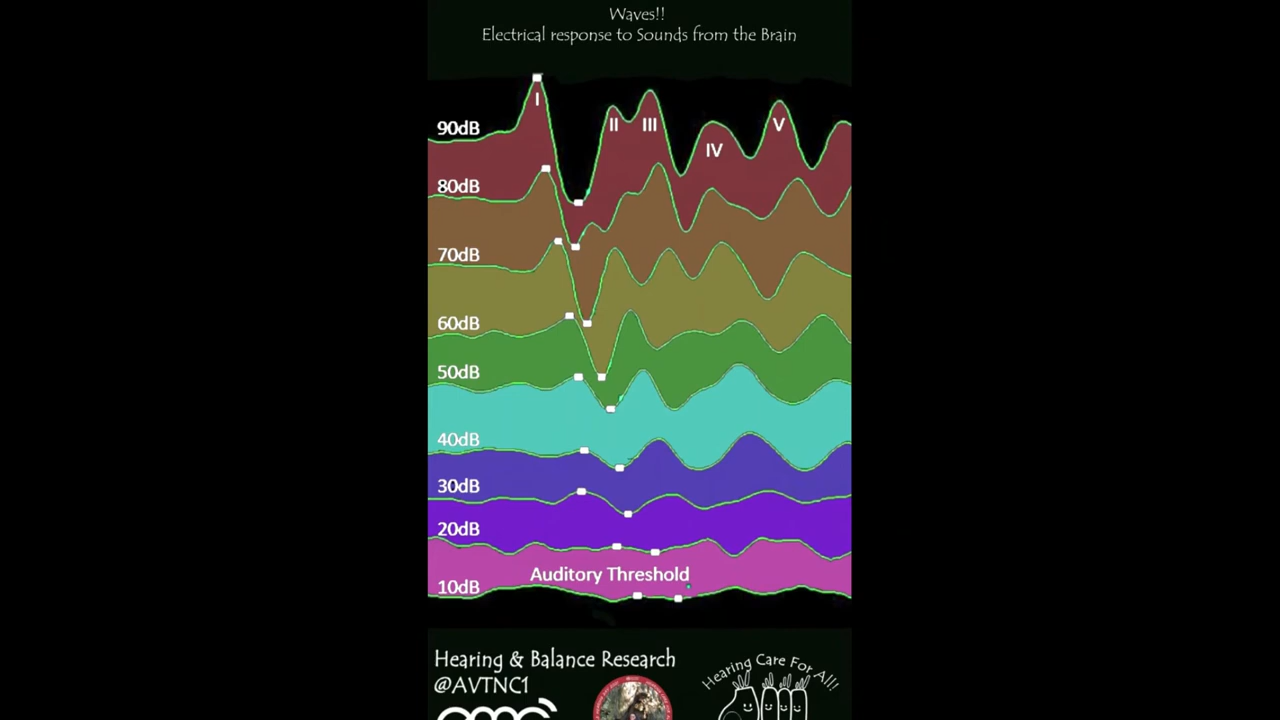 Waves!!
Electrical response to Sounds from the Brain
I
II
III
IV
V
90dB
80dB
70dB
60dB
50dB
40dB
30dB
20dB
Auditory Threshold
10dB
Hearing & Balance Research
@AVTNC1
Hearing Care For All!